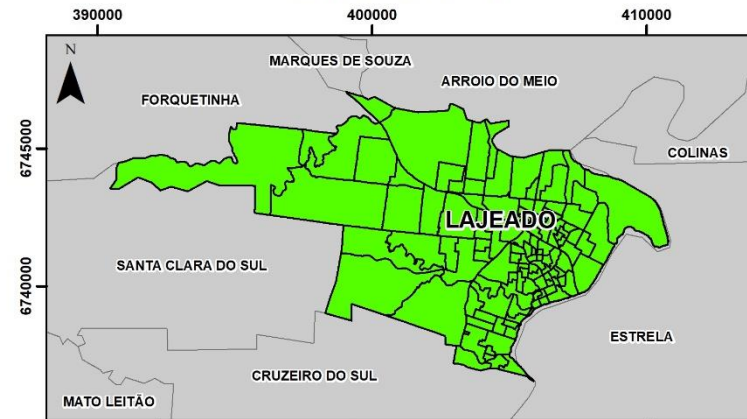 390000
400000
410000
N
MARQUES DE SOUZA
ARROIO DO MEIO
FORQUETINHA
6745000
COLINAS
LAJEADO
SANTA CLARA DO SUL
6740000
ESTRELA
CRUZEIRO DO SUL
MATO LEITÃO